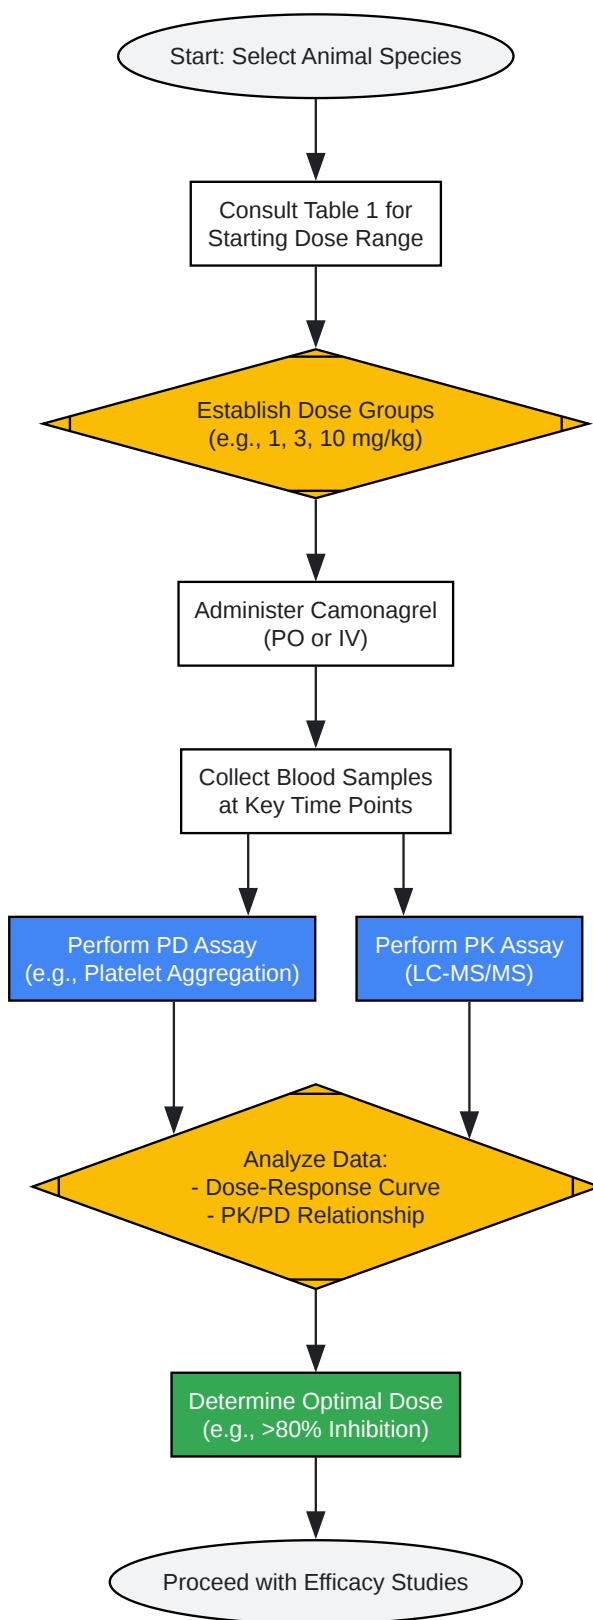 Start: Select Animal Species
Consult Table 1 for
Starting Dose Range
Establish Dose Groups
(e.g., 1, 3, 10 mg/kg)
Administer Camonagrel
(PO or IV)
Collect Blood Samples
at Key Time Points
Perform PD Assay
(e.g., Platelet Aggregation)
Perform PK Assay
(LC-MS/MS)
Analyze Data:
- Dose-Response Curve
- PK/PD Relationship
Determine Optimal Dose
(e.g., >80% Inhibition)
Proceed with Efficacy Studies